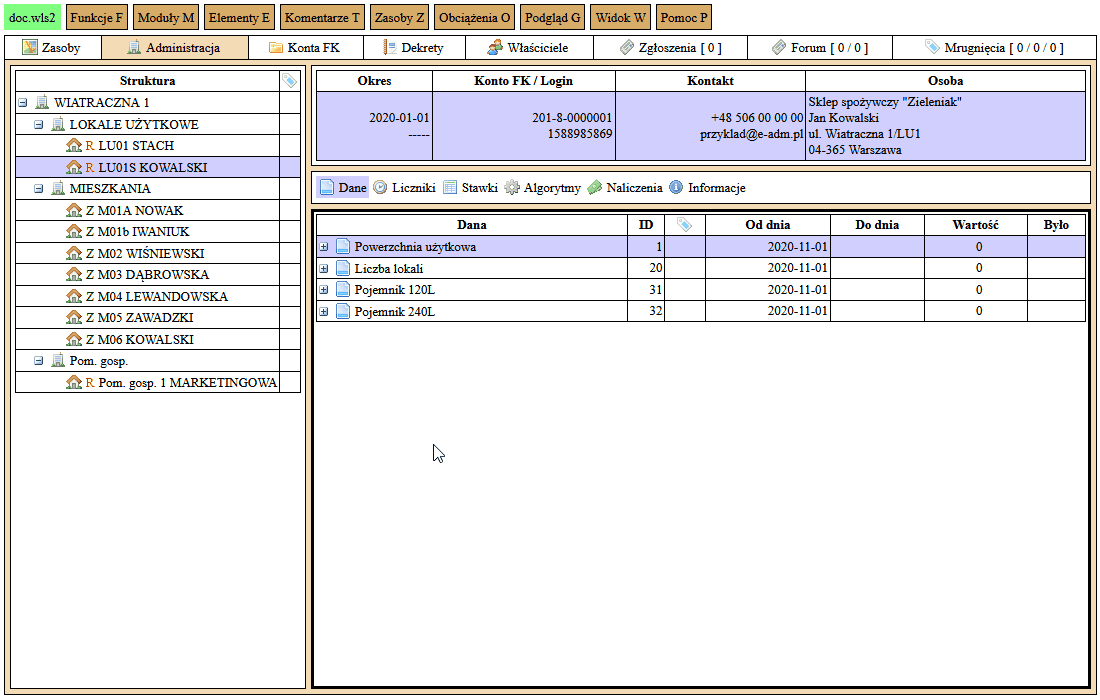 doc.wls2 Funkcje F Moduły M Elementy E Komentarze T Zasoby Z Obciążenia O Podgląd G Widok W Pomoc P
Zasoby Administracja Konta FK Dekrety Właściciele Zgłoszenia [ 0 ] Forum [ 0 / 0 ] Mrugnięcia [ 0 / 0 / 0 ]
Struktura
WIATRACZNA 1
LOKALE UŻYTKOWE
R LU01 STACH
R LU01S KOWALSKI
MIESZKANIA
Z M01A NOWAK
Z M01b IWANIUK
Z M02 WIŚNIEWSKI
Z M03 DĄBROWSKA
Z M04 LEWANDOWSKA
Z M05 ZAWADZKI
Z M06 KOWALSKI
Pom. gosp.
R Pom. gosp. 1 MARKETINGOWA
Okres Konto FK / Login Kontakt Osoba
Sklep spożywczy "Zieleniak"
2020-01-01 201-8-0000001 +48 506 00 00 00 Jan Kowalski
----- 1588985869 przyklad@e-adm.pl ul. Wiatraczna 1/LU1
04-365 Warszawa
Dane Liczniki Stawki Algorytmy Naliczenia Informacje
Dana ID Od dnia Do dnia Wartość Było
Powerzchnia użytkowa 1 2020-11-01 0
Liczba lokali 20 2020-11-01 0
Pojemnik 120L 31 2020-11-01 0
Pojemnik 240L 32 2020-11-01 0